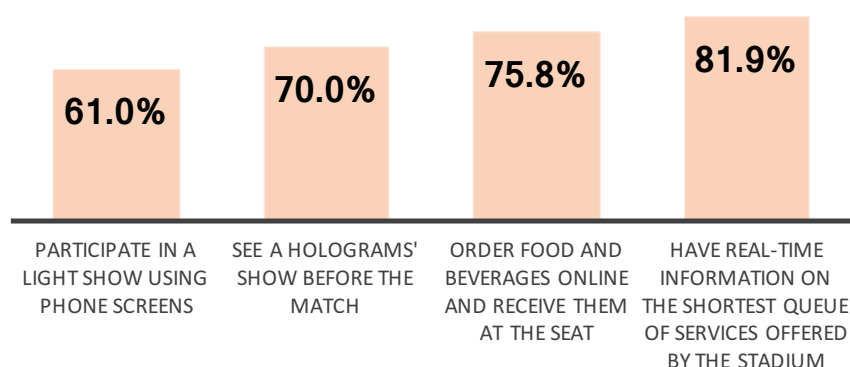 61.0%
70.0%
75.8%
81.9%
PARTICIPATE IN A
LIGHT SHOW USING
PHONE SCREENS
SEE A HOLOGRAMS'
SHOW BEFORE THE
MATCH
ORDER FOOD AND
BEVERAGES ONLINE
AND RECEIVE THEM
AT THE SEAT
HAVE REAL-TIME
INFORMATION ON
THE SHORTEST QUEUE
OF SERVICES OFFERED
BY THE STADIUM